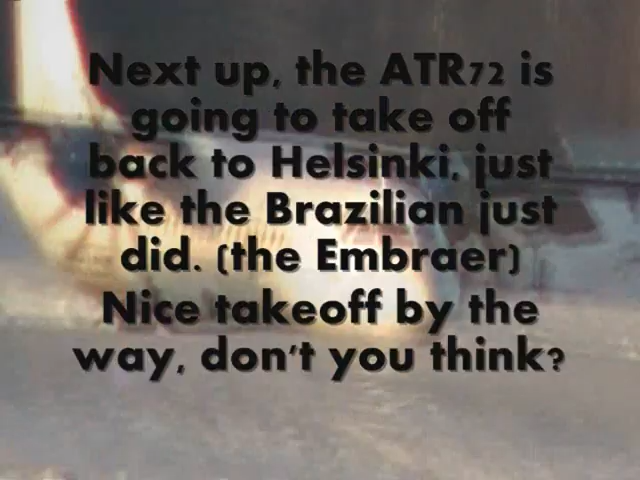 Next up, the ATR72 is
going to take off
back to Helsinki, just
like the Brazilian just
did. (the Embraer)
Nice takeoff by the
way, don't you think?